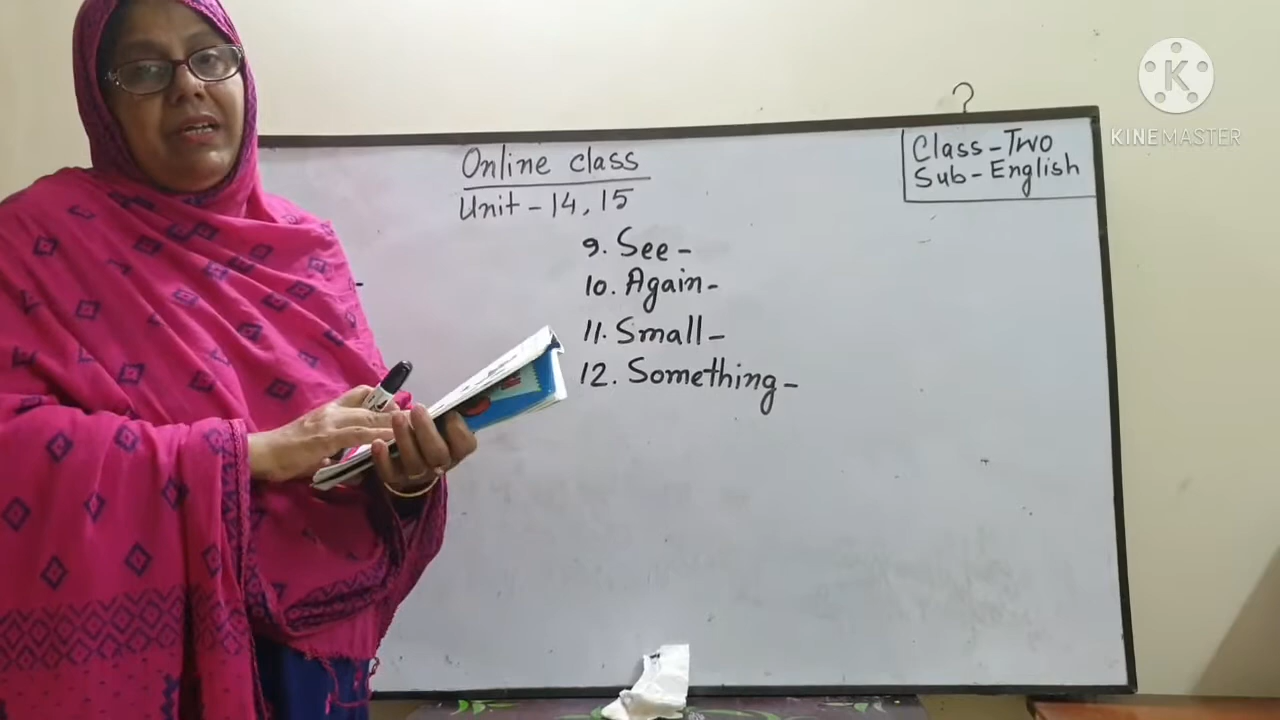 Online class
Unit - 14, 15
Class - Two
Sub - English
9. See -
10. Again -
11. Small -
12. Something -
K
KINEMASTER